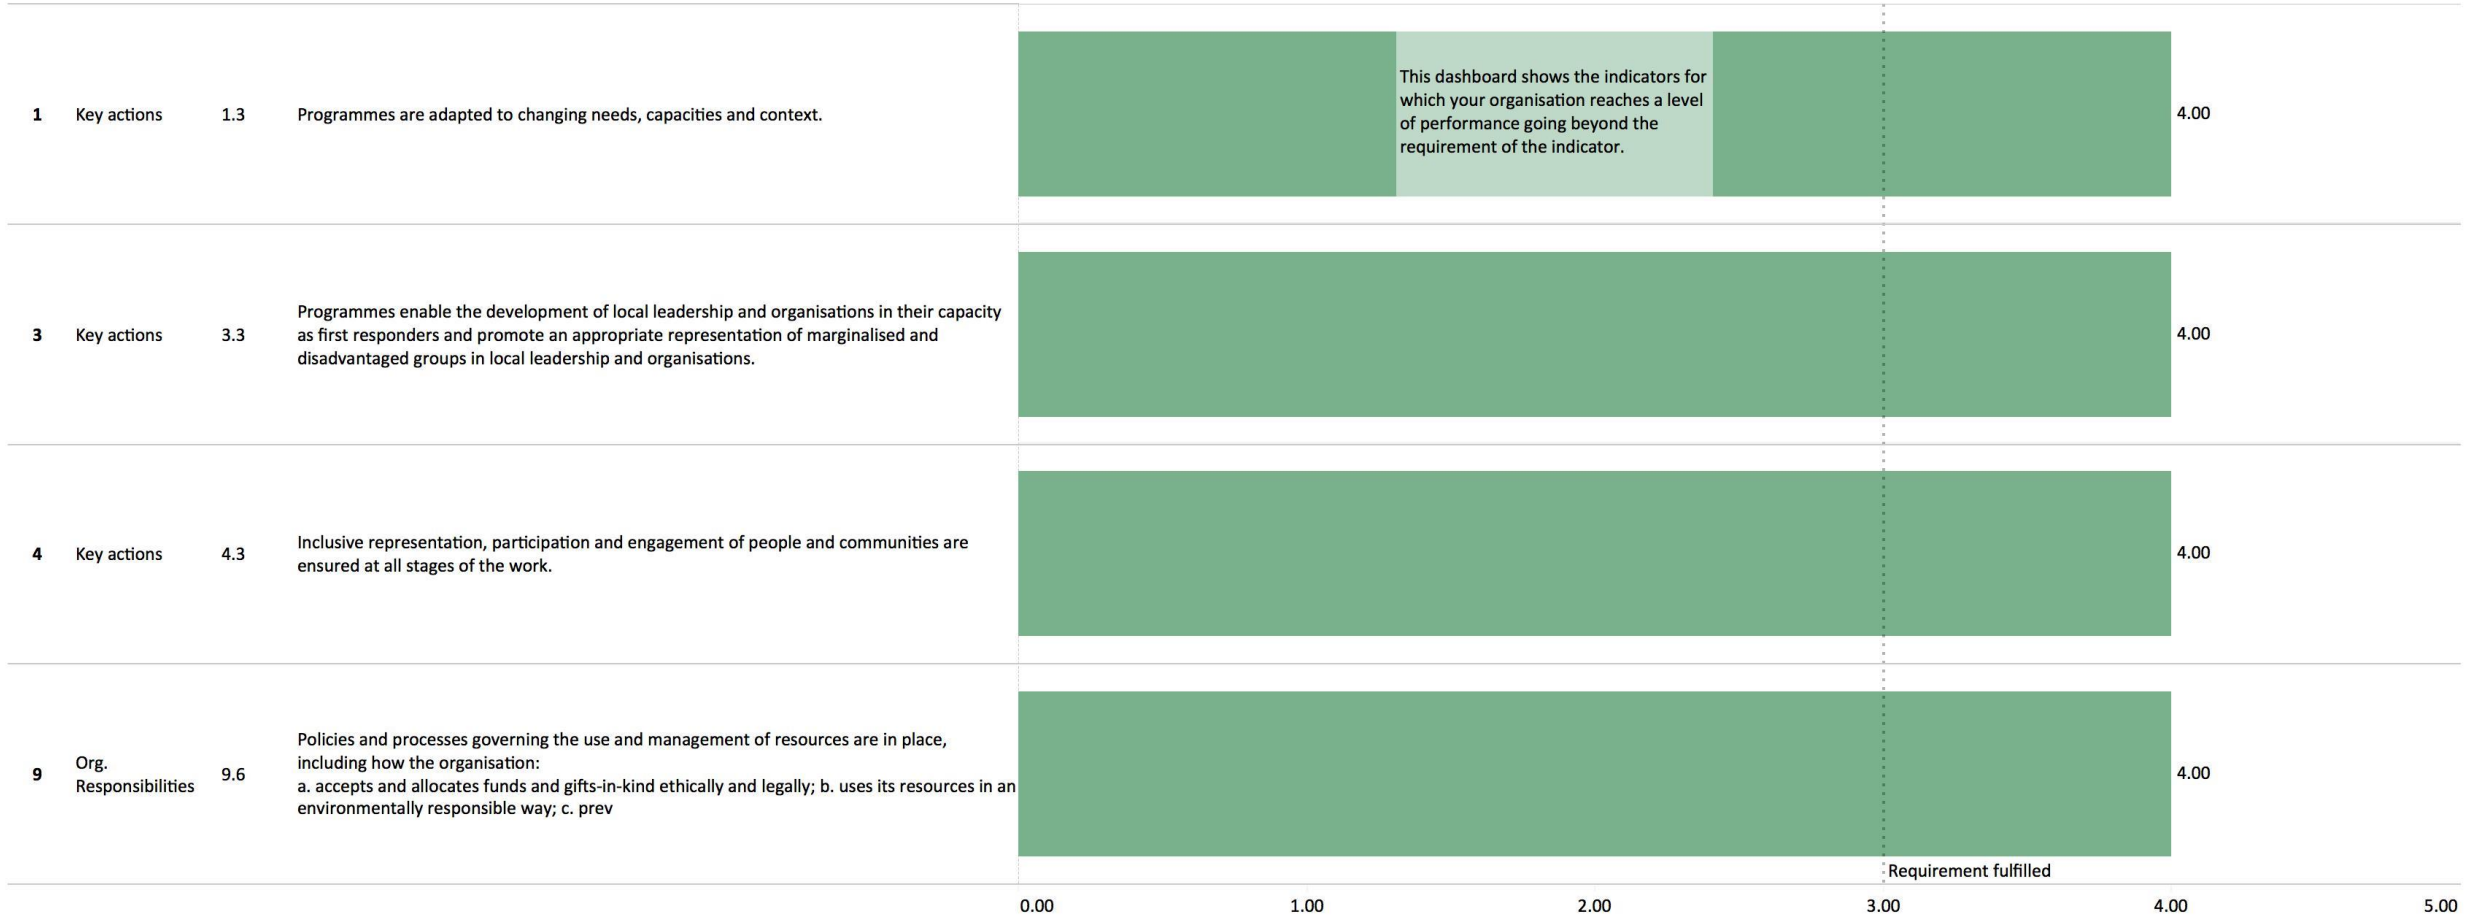 1 Key actions 1.3 Programmes are adapted to changing needs, capacities and context.
This dashboard shows the indicators for
which your organisation reaches a level
of performance going beyond the
requirement of the indicator.
4.00
3 Key actions 3.3
Programmes enable the development of local leadership and organisations in their capacity
as first responders and promote an appropriate representation of marginalised and
disadvantaged groups in local leadership and organisations.
4.00
4 Key actions 4.3
Inclusive representation, participation and engagement of people and communities are
ensured at all stages of the work.
4.00
9
Org.
Responsibilities
9.6
Policies and processes governing the use and management of resources are in place,
including how the organisation:
a. accepts and allocates funds and gifts-in-kind ethically and legally; b. uses its resources in an
environmentally responsible way; c. prev
4.00
Requirement fulfilled
0.00 1.00 2.00 3.00 4.00 5.00